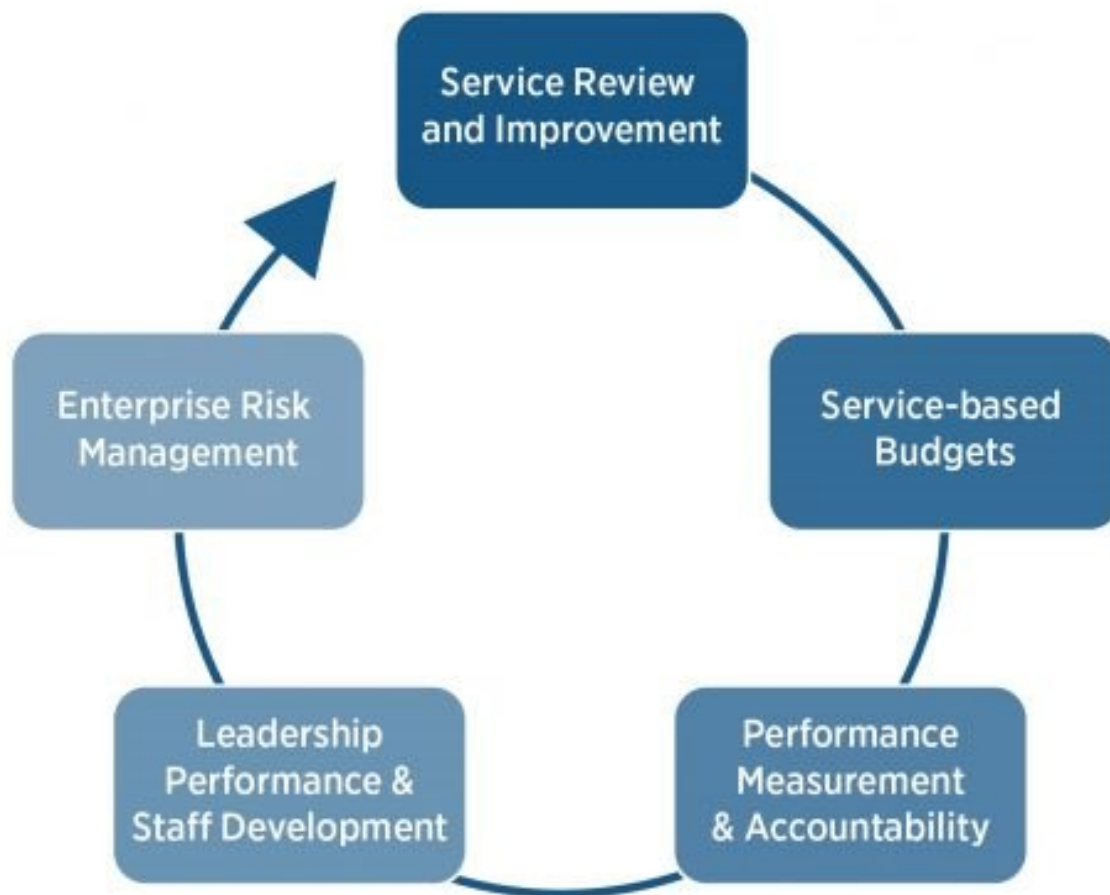 Service Review
and Improvement
Service-based
Budgets
Performance
Measurement
& Accountability
Leadership
Performance &
Staff Development
Enterprise Risk
Management